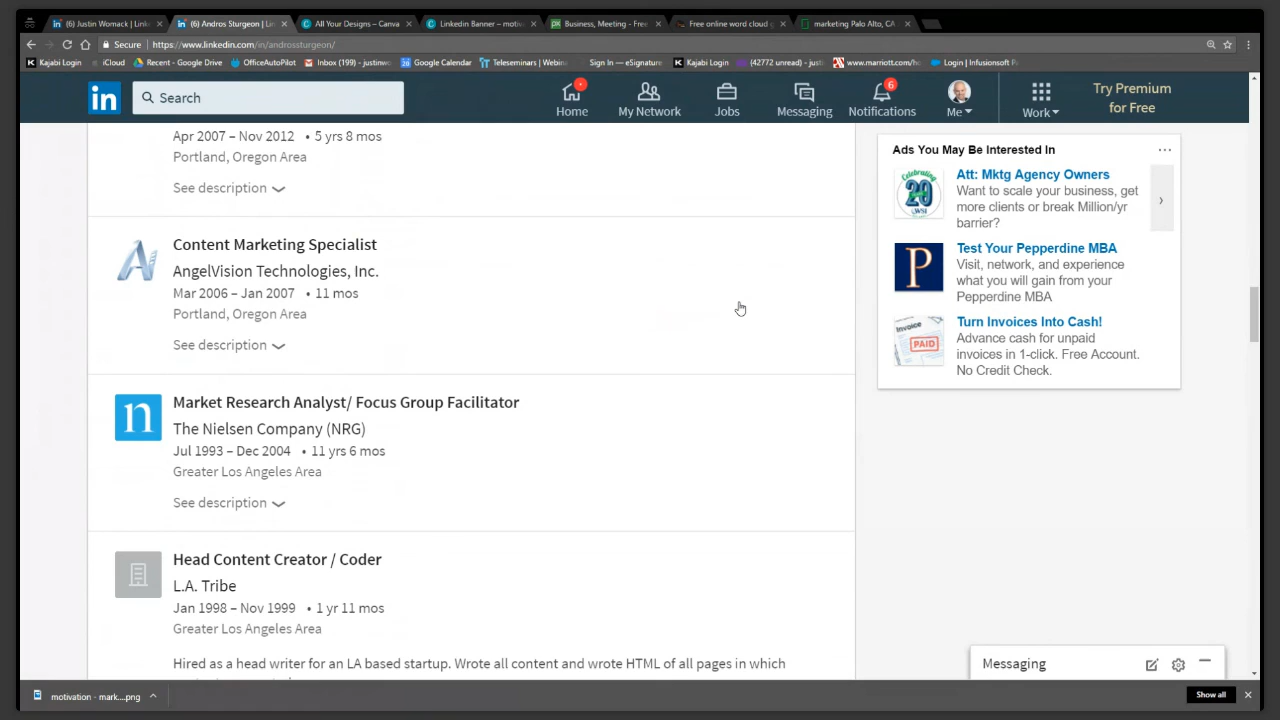 (6) Justin Womack | Link
(6) Andros Sturgeon | Lin
All Your Designs – Canva
Linkedin Banner – motiv
Business, Meeting - Free
Free online word cloud g
marketing Palo Alto, CA
Secure
https://www.linkedin.com/in/androssturgeon/
Kajabi Login
iCloud
Recent - Google Drive
OfficeAutoPilot
Inbox (199) - justinwo
Google Calendar
Teleseminars | Webin
Sign In — eSignature
Kajabi Login
(42772 unread) - justi
www.marriott.com/ho
Login | Infusionsoft P
in
Search
Home
My Network
Jobs
Messaging
6
Notifications
Me
Work
Try Premium
for Free
Apr 2007 – Nov 2012 • 5 yrs 8 mos
Portland, Oregon Area
See description
Content Marketing Specialist
AngelVision Technologies, Inc.
Mar 2006 – Jan 2007 • 11 mos
Portland, Oregon Area
See description
n
Market Research Analyst/ Focus Group Facilitator
The Nielsen Company (NRG)
Jul 1993 – Dec 2004 • 11 yrs 6 mos
Greater Los Angeles Area
See description
Head Content Creator / Coder
L.A. Tribe
Jan 1998 – Nov 1999 • 1 yr 11 mos
Greater Los Angeles Area
Hired as a head writer for an LA based startup. Wrote all content and wrote HTML of all pages in which
Ads You May Be Interested In
Celebrating
20
WSI
Att: Mktg Agency Owners
Want to scale your business, get
more clients or break Million/yr
barrier?
P
Test Your Pepperdine MBA
Visit, network, and experience
what you will gain from your
Pepperdine MBA
Invoice
PAID
Turn Invoices Into Cash!
Advance cash for unpaid
invoices in 1-click. Free Account.
No Credit Check.
Messaging
motivation - mark....png
Show all